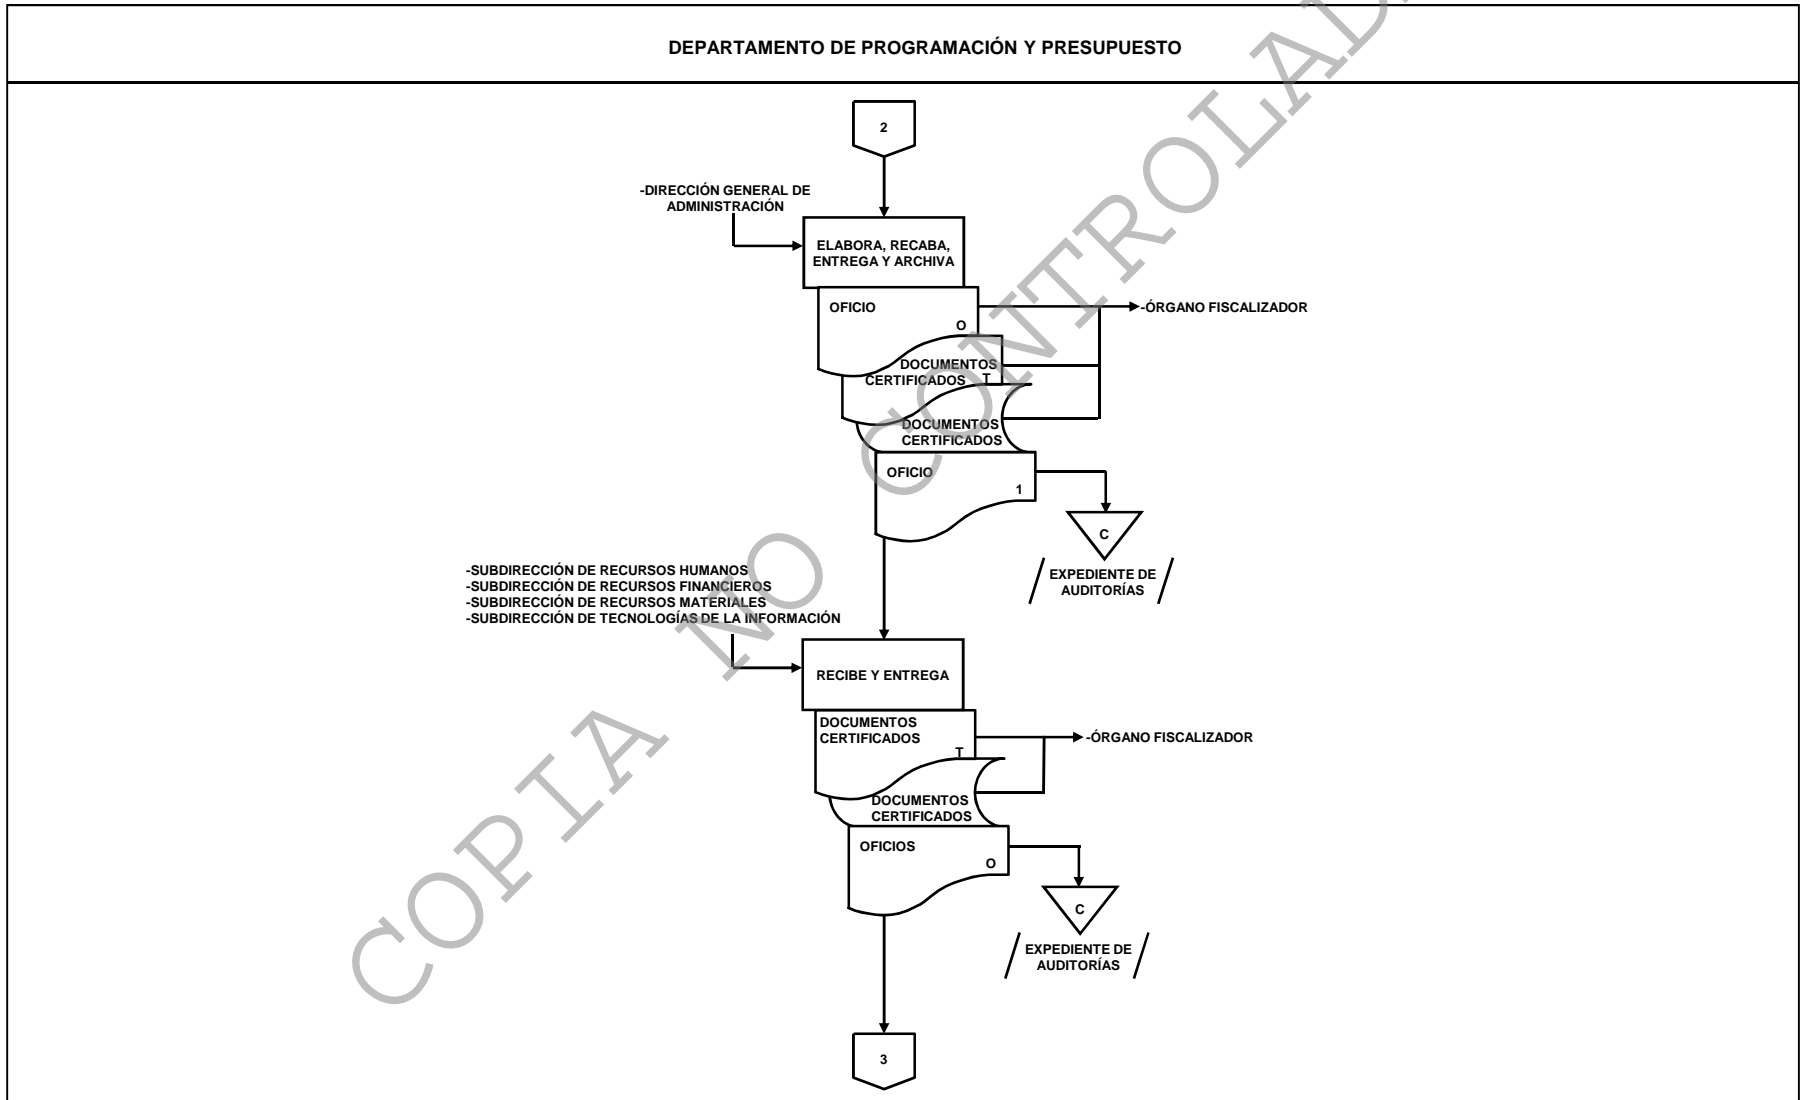 DEPARTAMENTO DE PROGRAMACIÓN Y PRESUPUESTO
2
-DIRECCIÓN GENERAL DE
ADMINISTRACIÓN
ELABORA, RECABA,
ENTREGA Y ARCHIVA
OFICIO
O
-ÓRGANO FISCALIZADOR
DOCUMENTOS
CERTIFICADOS T
DOCUMENTOS
CERTIFICADOS
OFICIO
1
C
EXPEDIENTE DE
AUDITORÍAS
-SUBDIRECCIÓN DE RECURSOS HUMANOS
-SUBDIRECCIÓN DE RECURSOS FINANCIEROS
-SUBDIRECCIÓN DE RECURSOS MATERIALES
-SUBDIRECCIÓN DE TECNOLOGÍAS DE LA INFORMACIÓN
RECIBE Y ENTREGA
DOCUMENTOS
CERTIFICADOS
T
-ÓRGANO FISCALIZADOR
DOCUMENTOS
CERTIFICADOS
OFICIOS
O
C
EXPEDIENTE DE
AUDITORÍAS
3
COPIA NO CONTROLAD